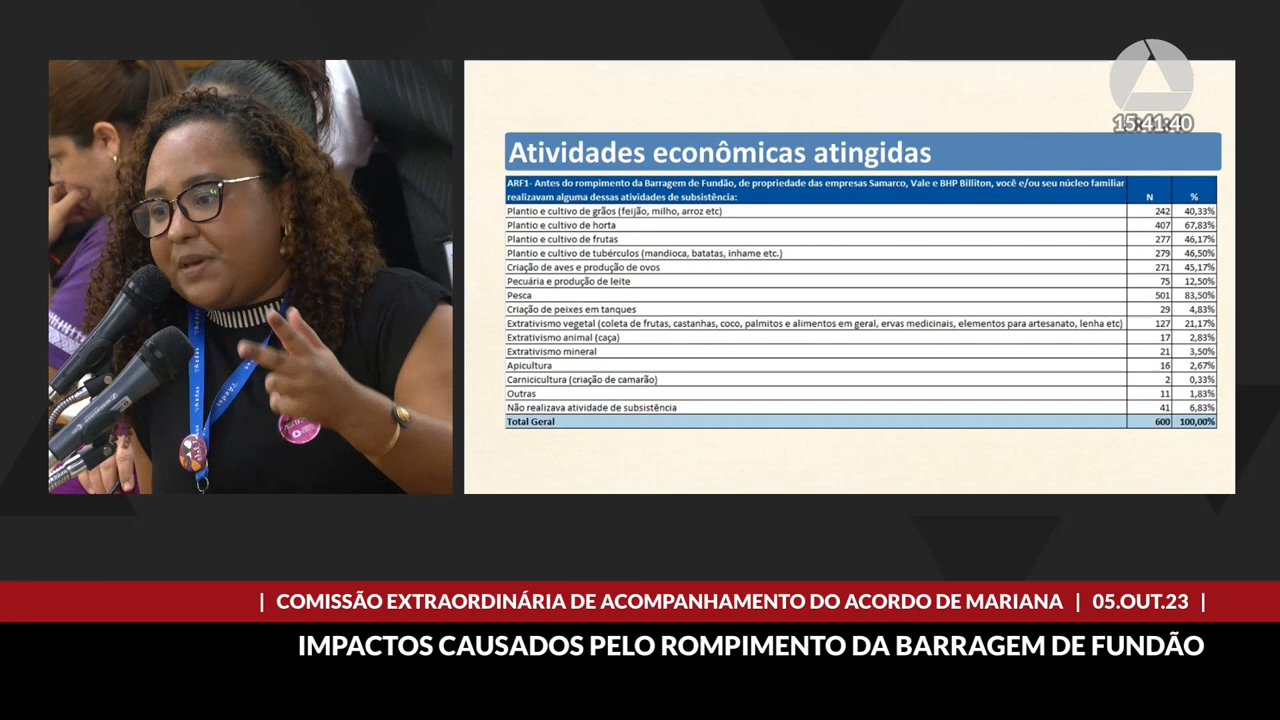 15:41:40
Atividades econômicas atingidas
ARF1- Antes do rompimento da Barragem de Fundão, de propriedade das empresas Samarco, Vale e BHP Billiton, você e/ou seu núcleo familiar
realizavam alguma dessas atividades de subsistência: N %
Plantio e cultivo de grãos (feijão, milho, arroz etc) 242 40,33%
Plantio e cultivo de horta 407 67,83%
Plantio e cultivo de frutas 277 46,17%
Plantio e cultivo de tubérculos (mandioca, batatas, inhame etc.) 279 46,50%
Criação de aves e produção de ovos 271 45,17%
Pecuária e produção de leite 75 12,50%
Pesca 501 83,50%
Criação de peixes em tanques 29 4,83%
Extrativismo vegetal (coleta de frutas, castanhas, coco, palmitos e alimentos em geral, ervas medicinais, elementos para artesanato, lenha etc) 127 21,17%
Extrativismo animal (caça) 17 2,83%
Extrativismo mineral 21 3,50%
Apicultura 16 2,67%
Carnicicultura (criação de camarão) 2 0,33%
Outras 11 1,83%
Não realizava atividade de subsistência 41 6,83%
Total Geral 600 100,00%
| COMISSÃO EXTRAORDINÁRIA DE ACOMPANHAMENTO DO ACORDO DE MARIANA | 05.OUT.23 |
IMPACTOS CAUSADOS PELO ROMPIMENTO DA BARRAGEM DE FUNDÃO